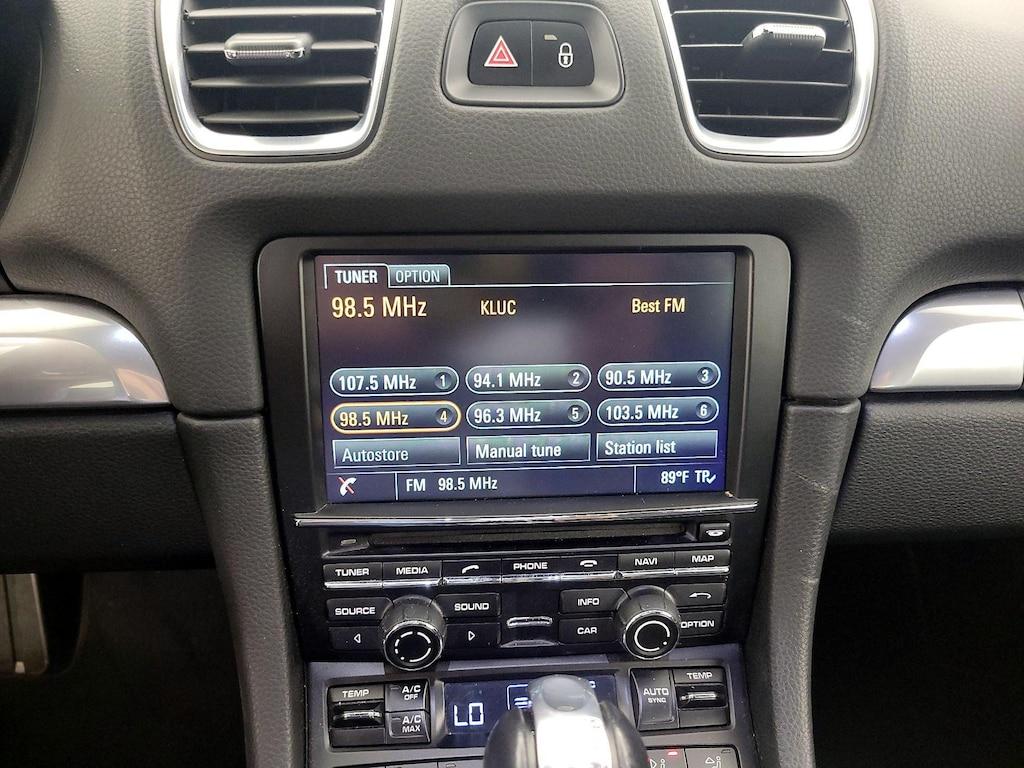 TUNER OPTION
98.5 MHz KLUC Best FM
107.5 MHz 1 94.1 MHz 2 90.5 MHz 3
98.5 MHz 4 96.3 MHz 5 103.5 MHz 6
Autostore Manual tune Station list
FM 98.5 MHz 89°F TP
TUNER MEDIA PHONE NAVI MAP
SOURCE SOUND INFO
CAR OPTION
TEMP A/C OFF AUTO SYNC TEMP
LO
A/C MAX